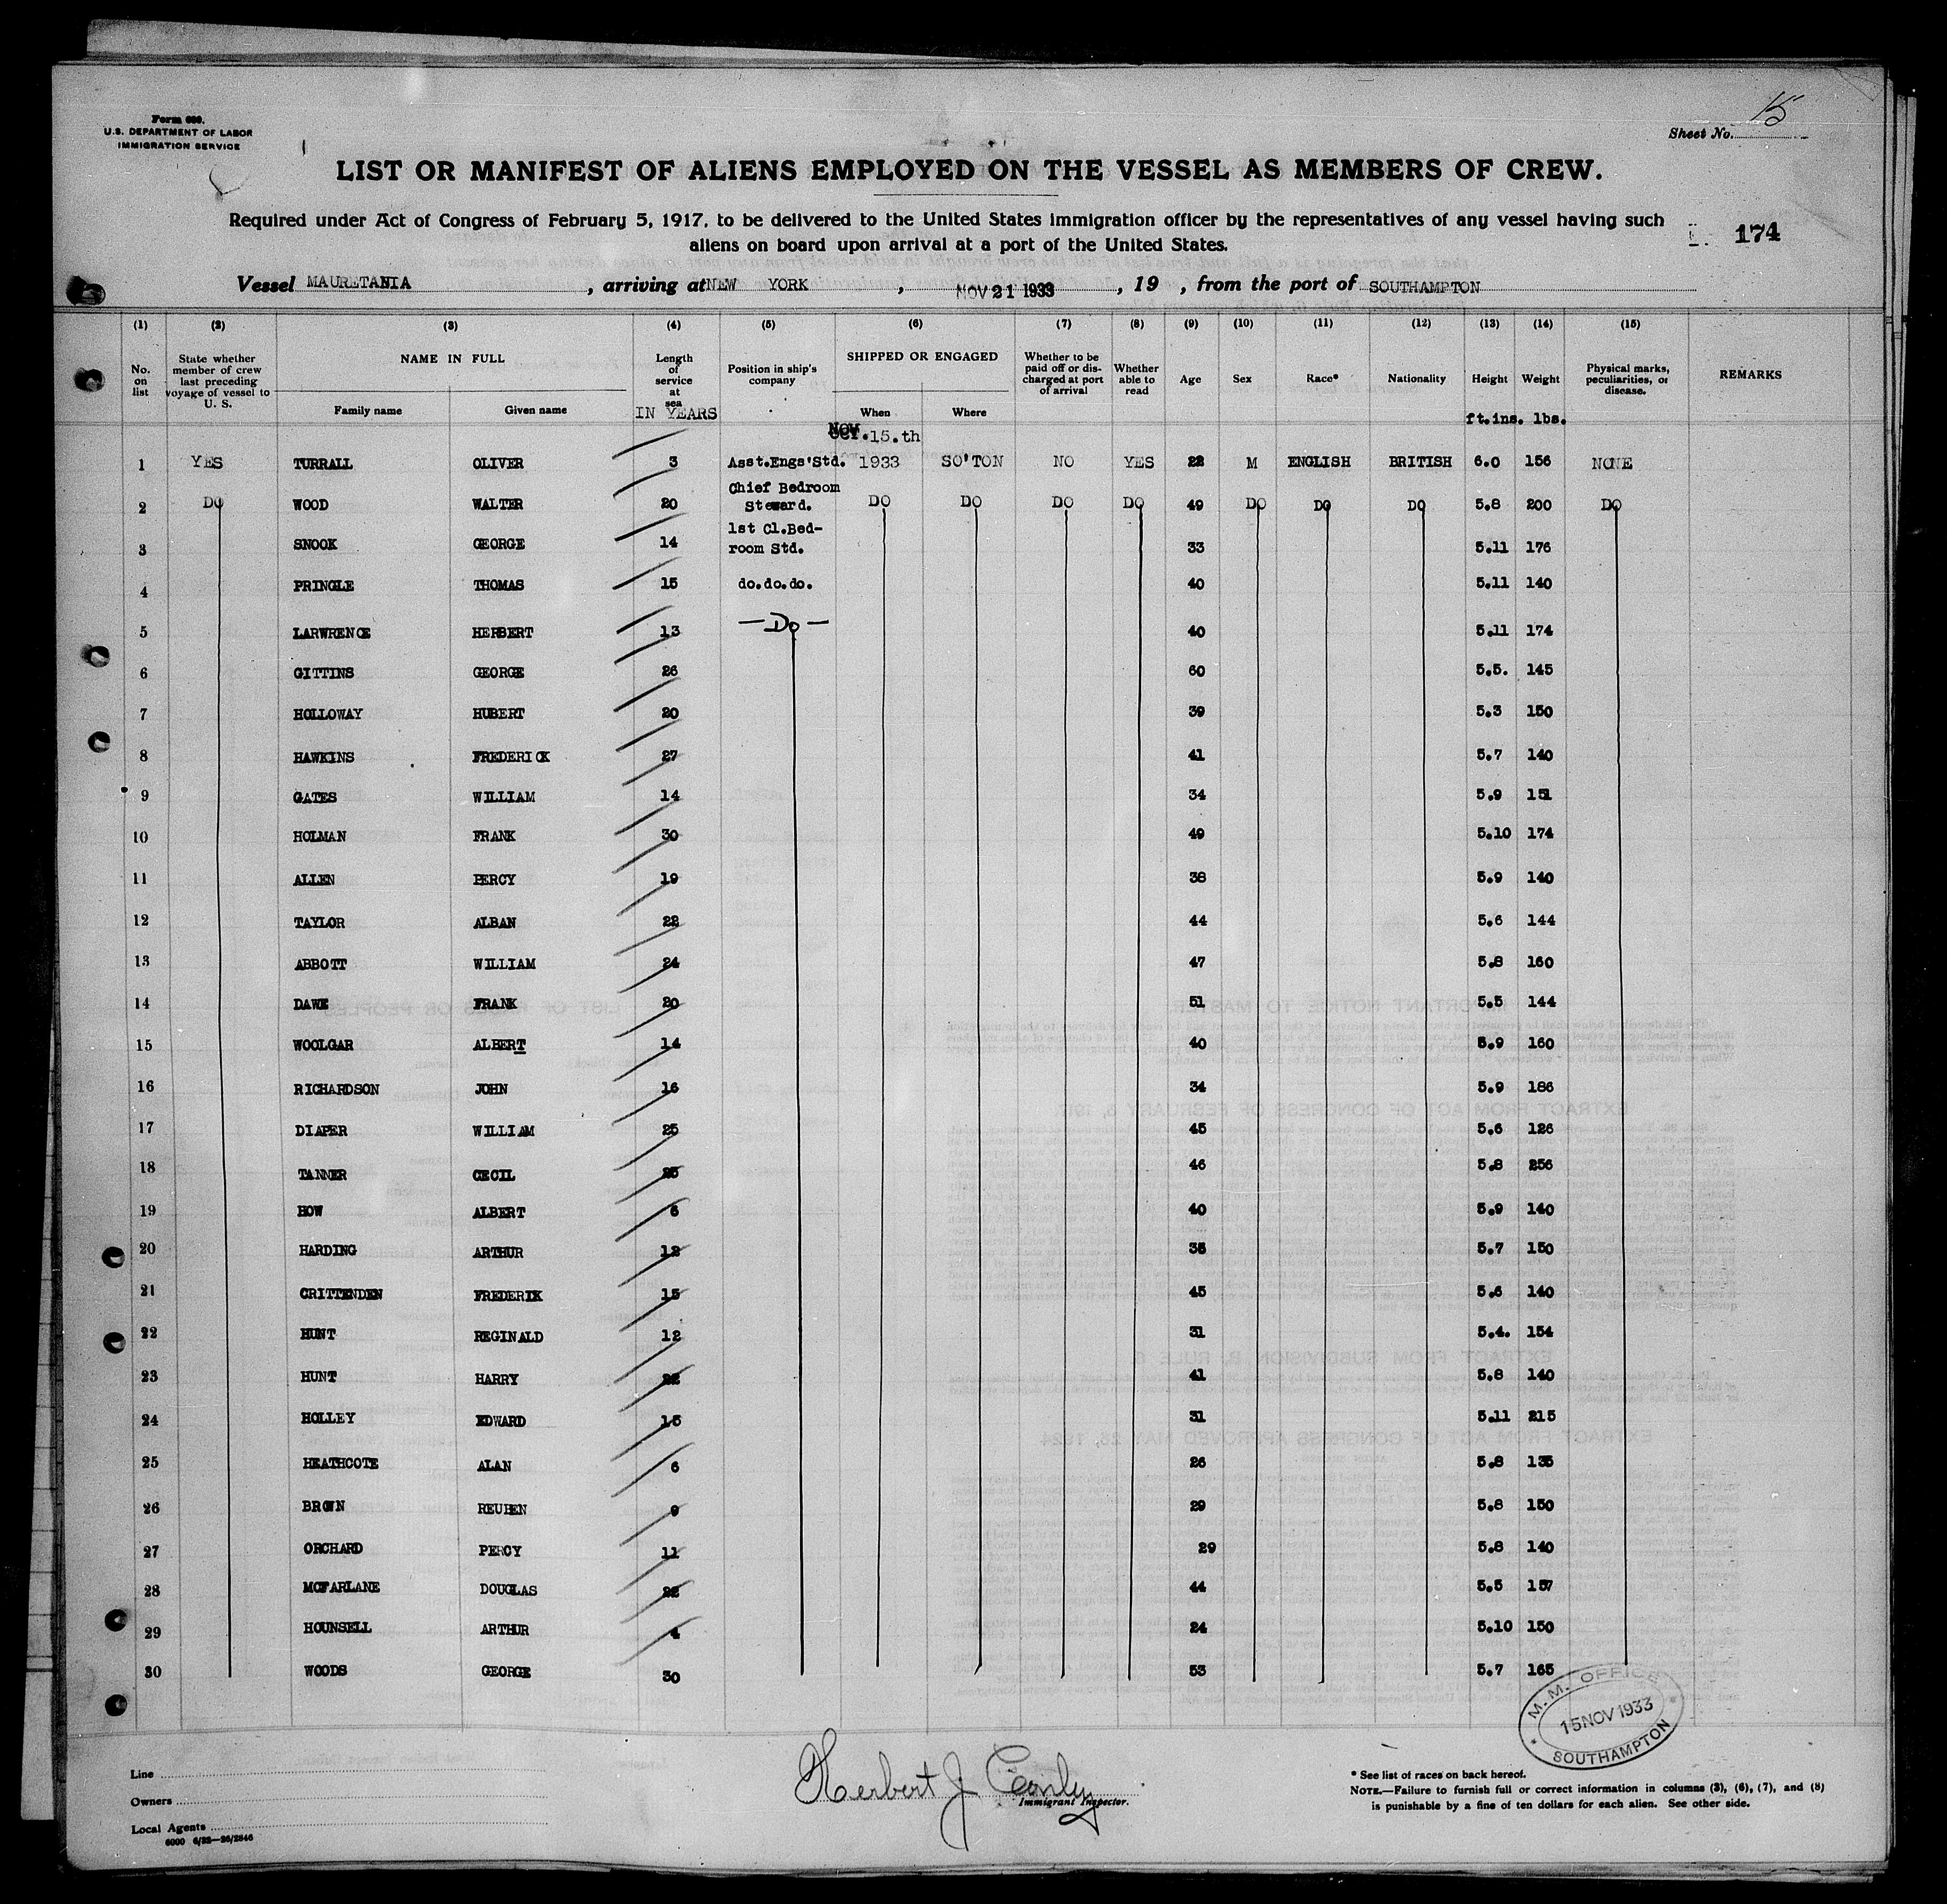 Form 680.
U.S. DEPARTMENT OF LABOR
IMMIGRATION SERVICE
Sheet No. 15
LIST OR MANIFEST OF ALIENS EMPLOYED ON THE VESSEL AS MEMBERS OF CREW.
Required under Act of Congress of February 5, 1917, to be delivered to the United States immigration officer by the representatives of any vessel having such
aliens on board upon arrival at a port of the United States.
174
Vessel MAURETANIA, arriving at NEW YORK, NOV 21 1933, 19 , from the port of SOUTHAMPTON
(1) (2) (3) (4) (5) (6) (7) (8) (9) (10) (11) (12) (13) (14) (15)
No. on list
State whether member of crew last preceding voyage of vessel to U. S.
NAME IN FULL
Family name Given name
Length of service at sea
IN YEARS
Position in ship's company
SHIPPED OR ENGAGED
When Where
Whether to be paid off or discharged at port of arrival
Whether able to read
Age
Sex
Race*
Nationality
Height
Weight
ft.ins. lbs.
Physical marks, peculiarities, or disease.
REMARKS
NOV.15.th
1 YES TURRALL OLIVER 3 Asst.Engs'Std. 1933 SO'TON NO YES 22 M ENGLISH BRITISH 6.0 156 NONE
2 DO WOOD WALTER 20 Chief Bedroom Steward. DO DO DO DO 49 DO DO DO 5.8 200 DO
3 SNOOK GEORGE 14 1st Cl.Bed-room Std. 33 5.11 176
4 PRINGLE THOMAS 15 do.do.do. 40 5.11 140
5 LARWRENCE HERBERT 13 —Do— 40 5.11 174
6 GITTINS GEORGE 26 60 5.5. 145
7 HOLLOWAY HUBERT 20 39 5.3 150
8 HAWKINS FREDERICK 27 41 5.7 140
9 GATES WILLIAM 14 34 5.9 151
10 HOLMAN FRANK 30 49 5.10 174
11 ALLEN PERCY 19 38 5.9 140
12 TAYLOR ALBAN 22 44 5.6 144
13 ABBOTT WILLIAM 24 47 5.8 160
14 DAWE FRANK 20 51 5.5 144
15 WOOLGAR ALBERT 14 40 5.9 160
16 RICHARDSON JOHN 16 34 5.9 186
17 DIAPER WILLIAM 25 45 5.6 126
18 TANNER CECIL 25 46 5.8 256
19 HOW ALBERT 6 40 5.9 140
20 HARDING ARTHUR 12 36 5.7 150
21 CRITTENDEN FREDERIK 15 45 5.6 140
22 HUNT REGINALD 12 31 5.4. 154
23 HUNT HARRY 22 41 5.8 140
24 HOLLEY EDWARD 15 31 5.11 215
25 HEATHCOTE ALAN 6 26 5.8 135
26 BROWN REUBEN 9 29 5.8 150
27 ORCHARD PERCY 11 29 5.8 140
28 MCFARLANE DOUGLAS 22 44 5.5 157
29 HOUNSELL ARTHUR 4 24 5.10 150
30 WOODS GEORGE 30 53 5.7 165
M. M. OFFICE
15 NOV 1933
SOUTHAMPTON
Line
Owners
Local Agents
6000 6/33—26/2846
Herbert J
Immigrant Inspector.
* See list of races on back hereof.
NOTE.—Failure to furnish full or correct information in columns (3), (6), (7), and (8)
is punishable by a fine of ten dollars for each alien. See other side.